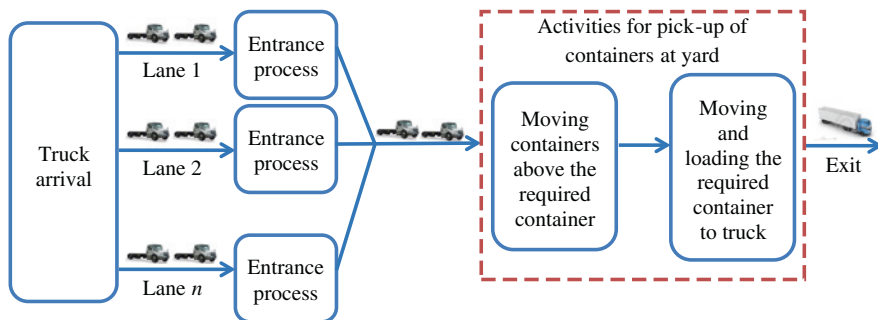 Truck
arrival
Lane 1
Lane 2
Lane n
Entrance
process
Entrance
process
Entrance
process
Activities for pick-up of
containers at yard
Moving
containers
above the
required
container
Moving
and
loading the
required
container
to truck
Exit